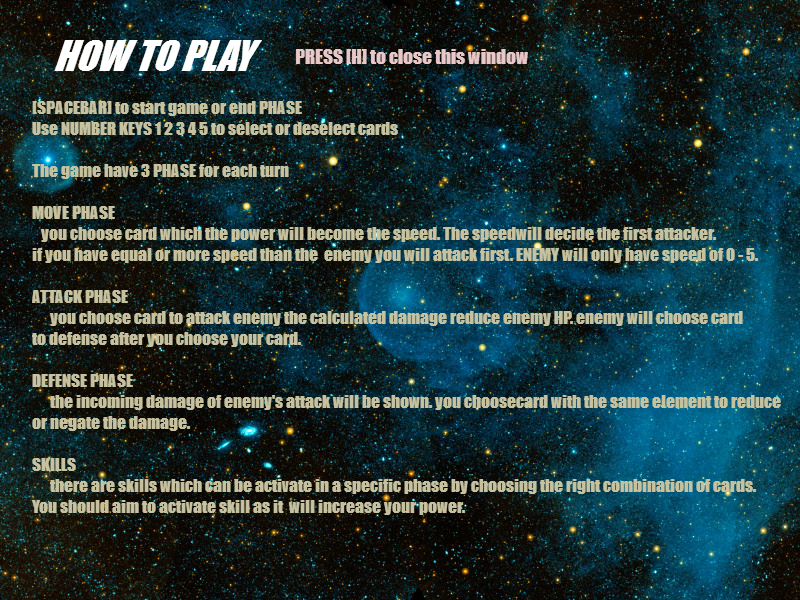 HOW TO PLAY
PRESS [H] to close this window
[SPACEBAR] to start game or end PHASE
Use NUMBER KEYS 1 2 3 4 5 to select or deselect cards
The game have 3 PHASE for each turn
MOVE PHASE
you choose card which the power will become the speed. The speedwill decide the first attacker.
if you have equal or more speed than the enemy you will attack first. ENEMY will only have speed of 0 - 5.
ATTACK PHASE
you choose card to attack enemy the calculated damage reduce enemy HP. enemy will choose card
to defense after you choose your card.
DEFENSE PHASE
the incoming damage of enemy's attack will be shown. you choosecard with the same element to reduce
or negate the damage.
SKILLS
there are skills which can be activate in a specific phase by choosing the right combination of cards.
You should aim to activate skill as it will increase your power.